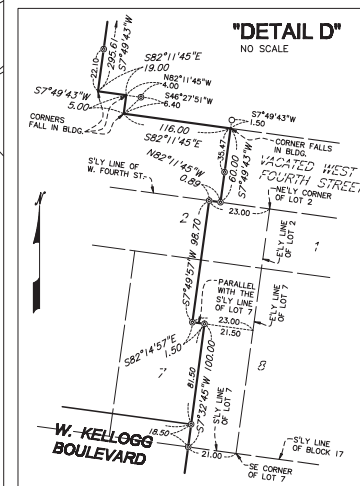 "DETAIL D"
NO SCALE
295.61
S7°49'43"W
22.10
S82°11'45"E
19.00
N82°11'45"W
4.00
S46°27'51"W
6.40
S7°49'43"W
5.00
CORNERS
FALL IN BLDG.
116.00
S82°11'45"E
S7°49'43"W
1.50
CORNER FALLS
IN BLDG.
VACATED WEST
FOURTH STREET
35.47
60.00
S7°49'43"W
N82°11'45"W
0.89
S'LY LINE OF
W. FOURTH ST.
23.00
NE'LY CORNER
OF LOT 2
2
1
E'LY LINE
OF LOT 2
98.70
S7°49'57"W
PARALLEL
WITH THE
S'LY LINE
OF LOT 7
23.00
21.50
E'LY LINE
OF LOT 7
S82°14'57"E
1.50
7
8
100.00
S7°32'45"W
81.50
S'LY LINE
OF LOT 7
W. KELLOGG
BOULEVARD
18.50
21.00
S'LY LINE
OF BLOCK 17
SE CORNER
OF LOT 7